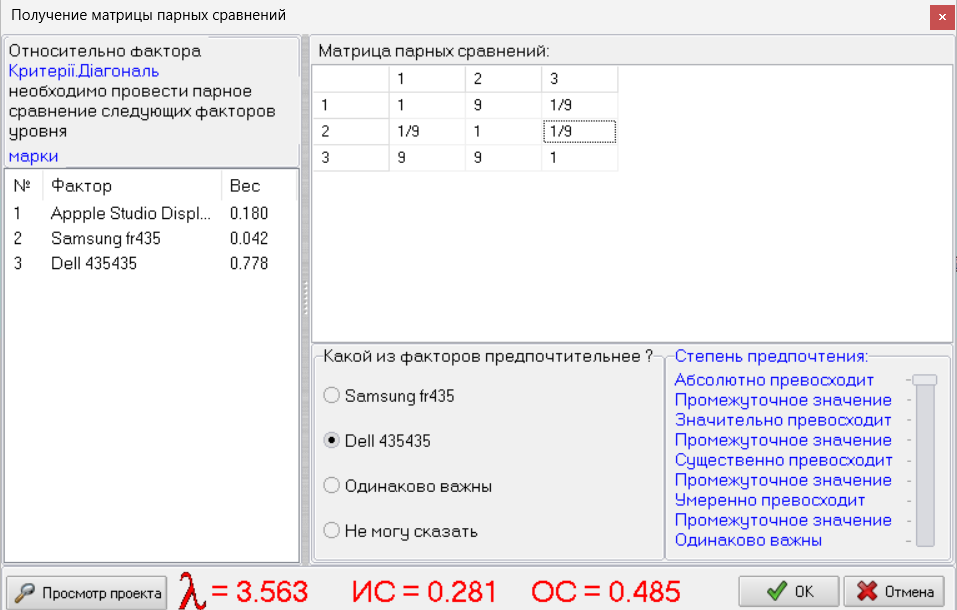 Получение матрицы парных сравнений
Относительно фактора
Критерії.Діагональ
необходимо провести парное
сравнение следующих факторов
уровня
марки
№ Фактор Вес
1 Appple Studio Displ... 0.180
2 Samsung fr435 0.042
3 Dell 435435 0.778
Матрица парных сравнений:
1 2 3
1 1 9 1/9
2 1/9 1 1/9
3 9 9 1
Какой из факторов предпочтительнее ?
Samsung fr435
Dell 435435
Одинаково важны
Не могу сказать
Степень предпочтения:
Абсолютно превосходит
Промежуточное значение
Значительно превосходит
Промежуточное значение
Существенно превосходит
Промежуточное значение
Умеренно превосходит
Промежуточное значение
Одинаково важны
Просмотр проекта
λ = 3.563 ИС = 0.281 ОС = 0.485
OK
Отмена